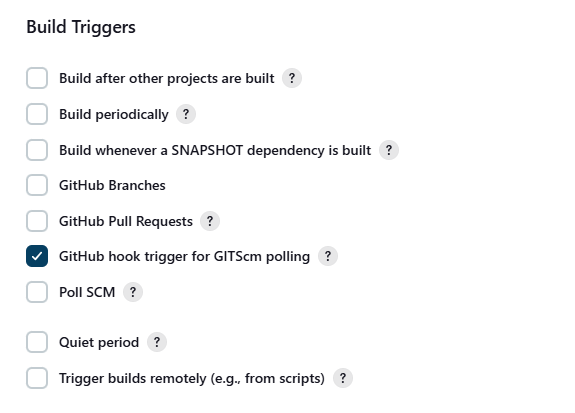 Build Triggers
Build after other projects are built ?
Build periodically ?
Build whenever a SNAPSHOT dependency is built ?
GitHub Branches
GitHub Pull Requests ?
GitHub hook trigger for GITScm polling ?
Poll SCM ?
Quiet period ?
Trigger builds remotely (e.g., from scripts) ?